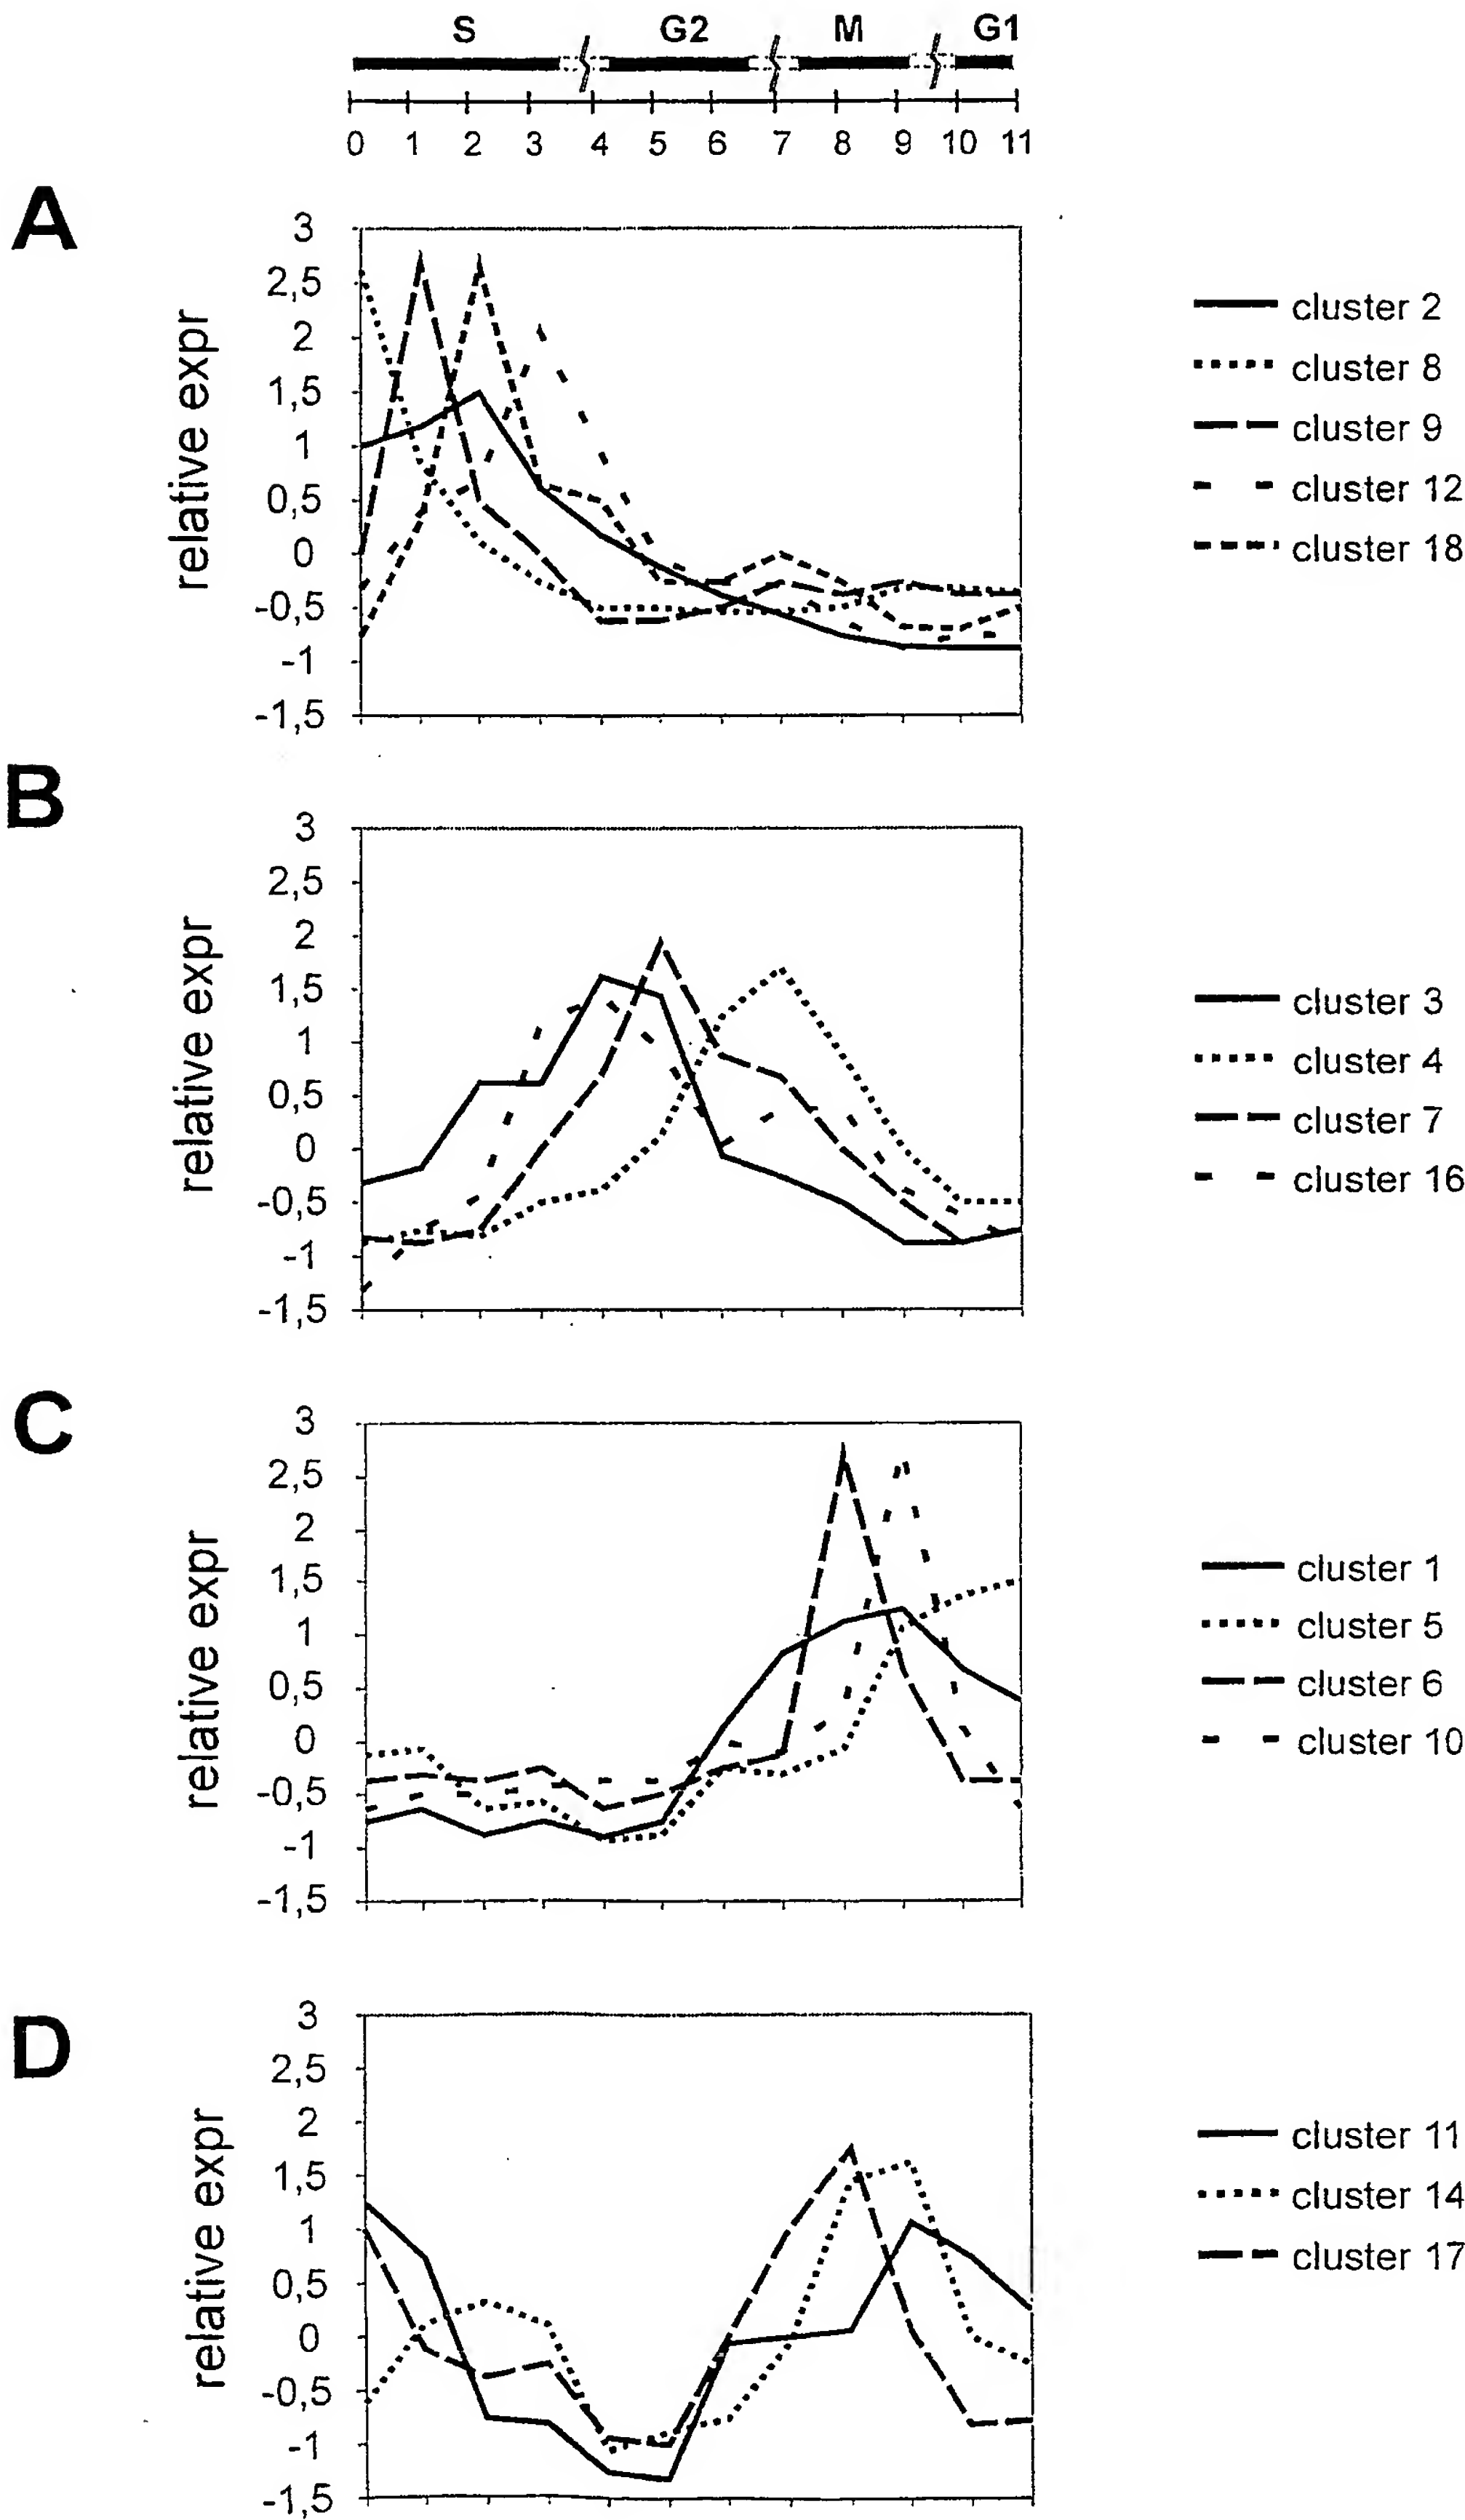 S G2 M G1
0 1 2 3 4 5 6 7 8 9 10 11
A
relative expr
3
2,5
2
1,5
1
0,5
0
-0,5
-1
-1,5
cluster 2
cluster 8
cluster 9
cluster 12
cluster 18
B
relative expr
3
2,5
2
1,5
1
0,5
0
-0,5
-1
-1,5
cluster 3
cluster 4
cluster 7
cluster 16
C
relative expr
3
2,5
2
1,5
1
0,5
0
-0,5
-1
-1,5
cluster 1
cluster 5
cluster 6
cluster 10
D
relative expr
3
2,5
2
1,5
1
0,5
0
-0,5
-1
-1,5
cluster 11
cluster 14
cluster 17